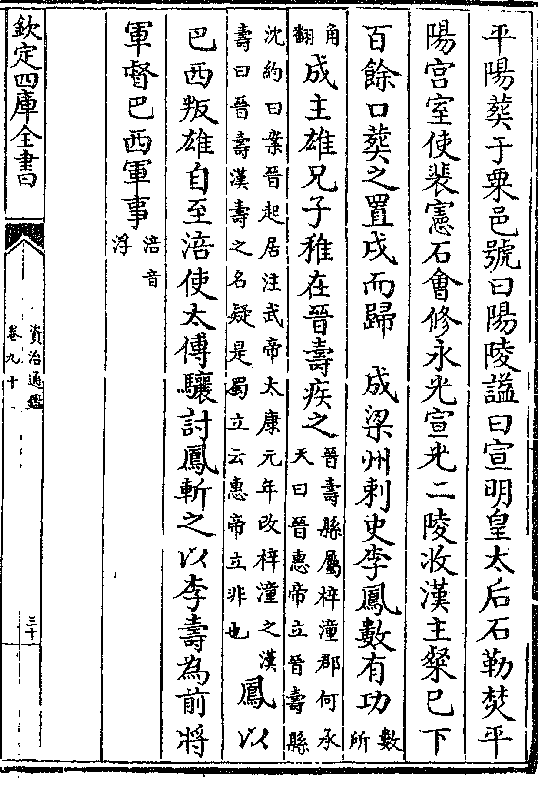 平陽葬于粟邑號曰陽陵謚曰宣明皇太后石勒焚平
陽宫室使裴憲石㑹修永光宣光二陵收漢主粲已下
百餘口葬之置戍而歸　成梁州刺史李鳳數有功數所
角翻成主雄兄子稚在晉壽疾之晉壽縣屬梓潼郡何承天曰晉惠帝立晉壽縣
沈約曰案晉起居注武帝太康元年改梓潼之漢壽曰晉壽漢壽之名疑是蜀立云惠帝立非也鳳以
巴西叛雄自至涪使太傅驤討鳳斬之以李壽為前將
軍督巴西軍事涪音浮
欽定四庫全書
資治通鑑
卷九十
三十